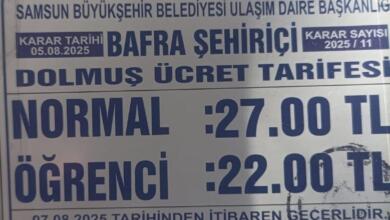 SAMSUN BÜYÜKŞEHİR BELEDİYESİ ULAŞIM DAİRE BAŞKANLIĞI
KARAR TARİHİ
05.08.2025
BAFRA ŞEHİRİÇİ
KARAR SAYISI
2025 / 11
DOLMUŞ ÜCRET TARİFESİ
NORMAL :27.00 TL
ÖĞRENCİ :22.00 TL
07.08.2025 TARİHİNDEN İTİBAREN GEÇERLİDİR.